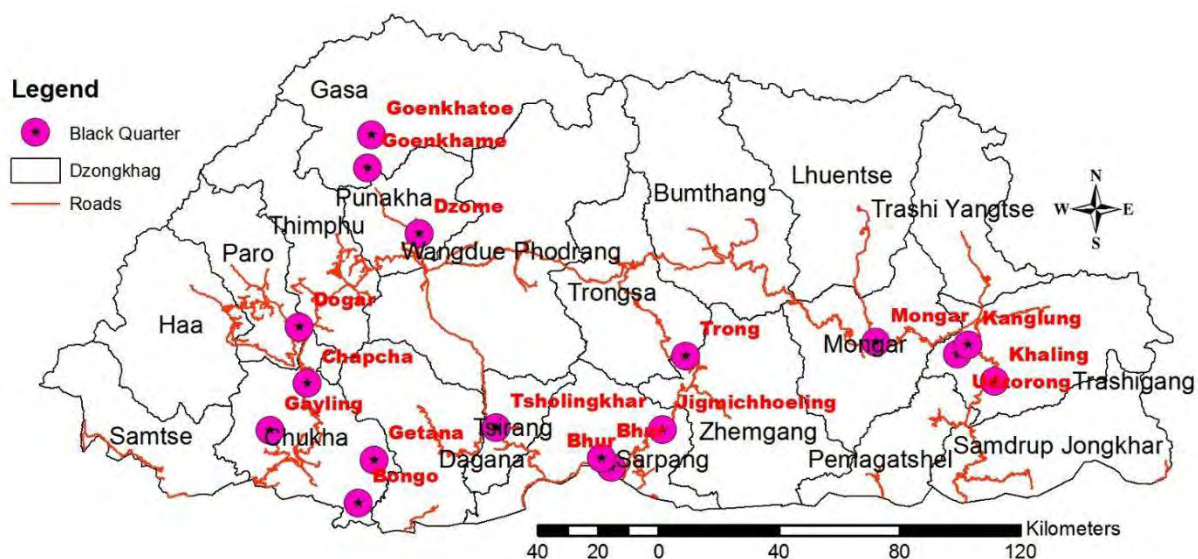 Legend
Black Quarter
Dzongkhag
Roads
Gasa
Goenkhatoe
Goenkhame
Punakha
Dzome
Thimphu
Wangdue Phodrang
Paro
Haa
Dogar
Chapcha
Gayling
Chukha
Samtse
Getana
Bongo
Bumthang
Lhuentse
Trashi Yangtse
N
W E
S
Trongsa
Trong
Mongar
Mongar
Kanglung
Khaling
Trashigang
Tsholingkhar
Tsirang
Dagana
Jigmichhoeling
Bhur
Sarpang
Zhemgang
Pemagatshel
Samdrup Jongkhar
Kilometers
40 20 0 40 80 120